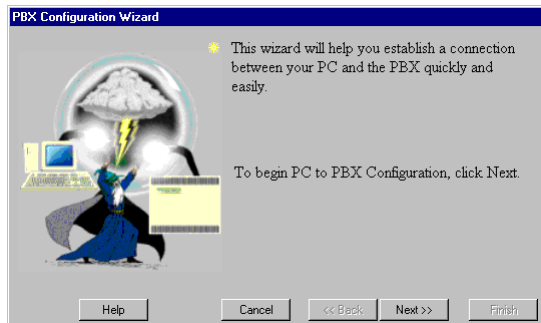 PBX Configuration Wizard
This wizard will help you establish a connection
between your PC and the PBX quickly and
easily.
To begin PC to PBX Configuration, click Next.
Help
Cancel
<< Back
Next >>
Finish